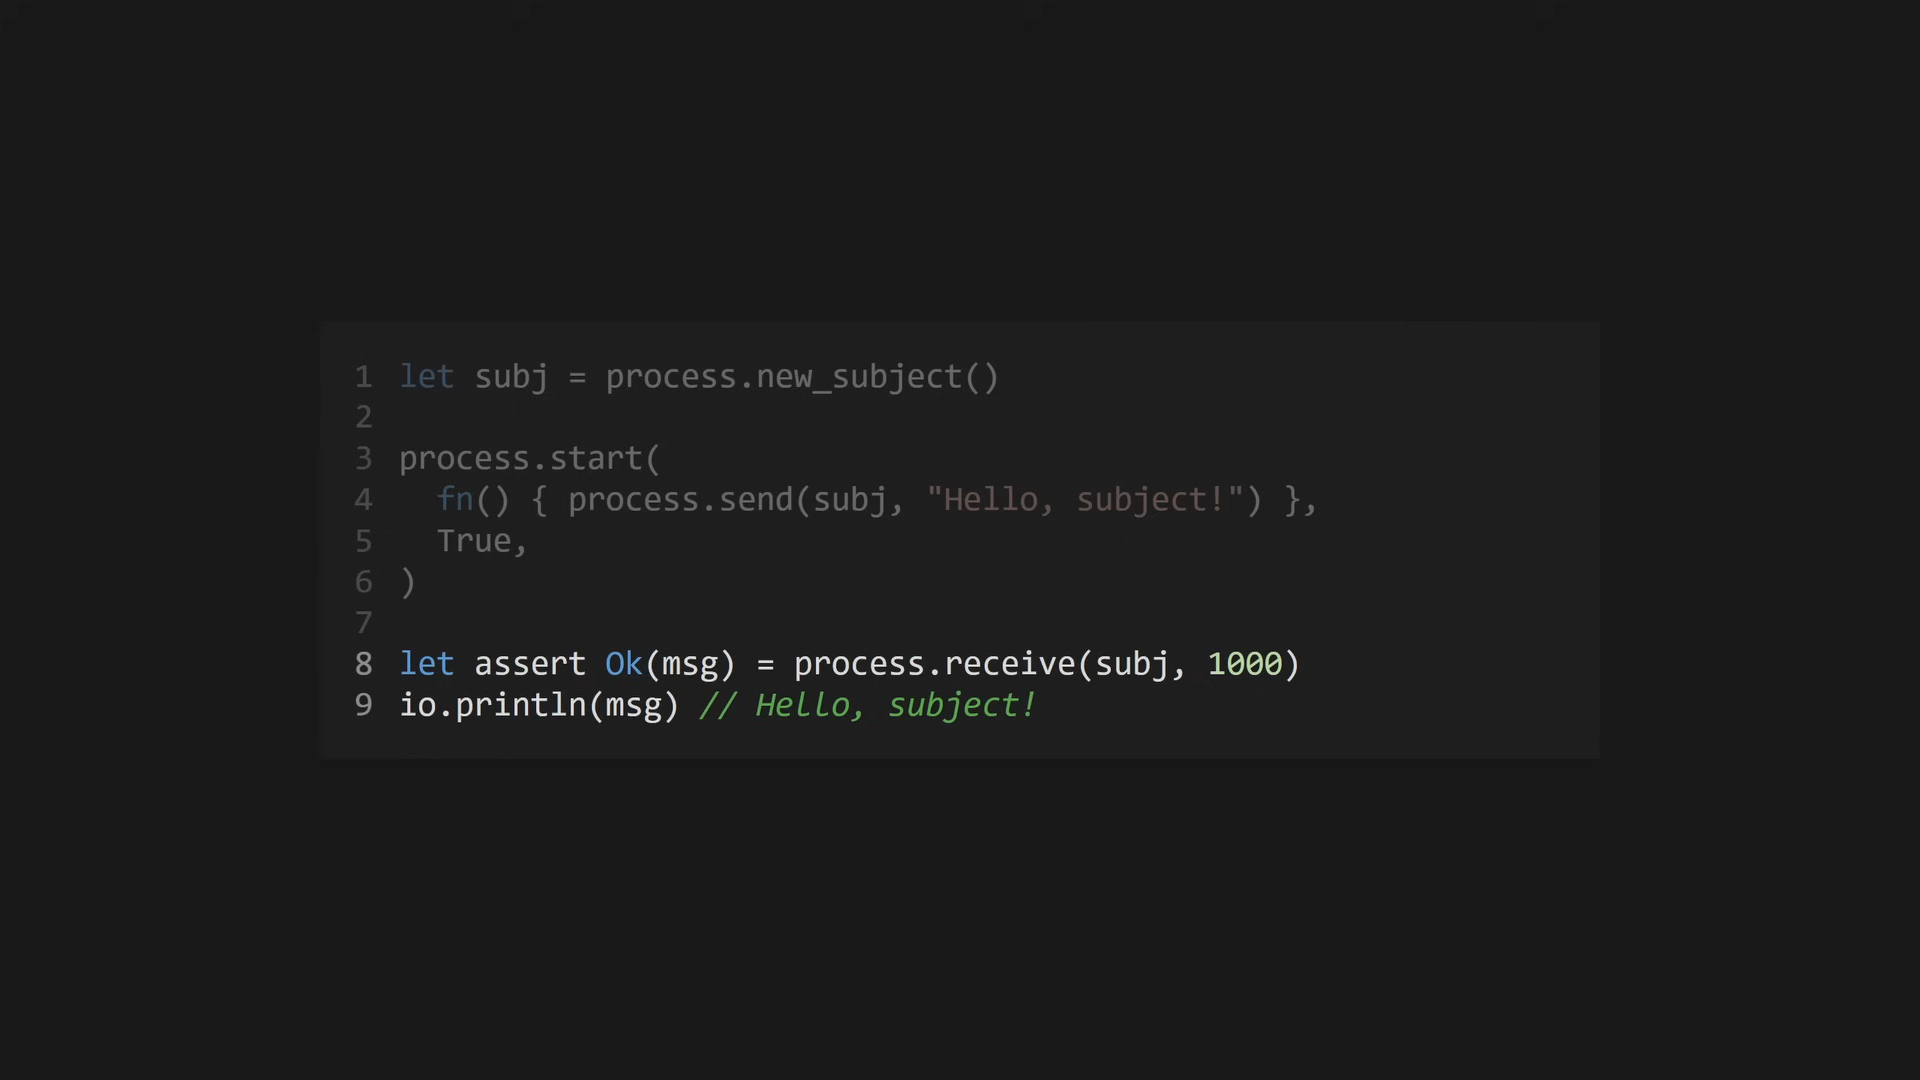 1 let subj = process.new_subject()
2
3 process.start(
4   fn() { process.send(subj, "Hello, subject!") },
5   True,
6 )
7
8 let assert Ok(msg) = process.receive(subj, 1000)
9 io.println(msg) // Hello, subject!